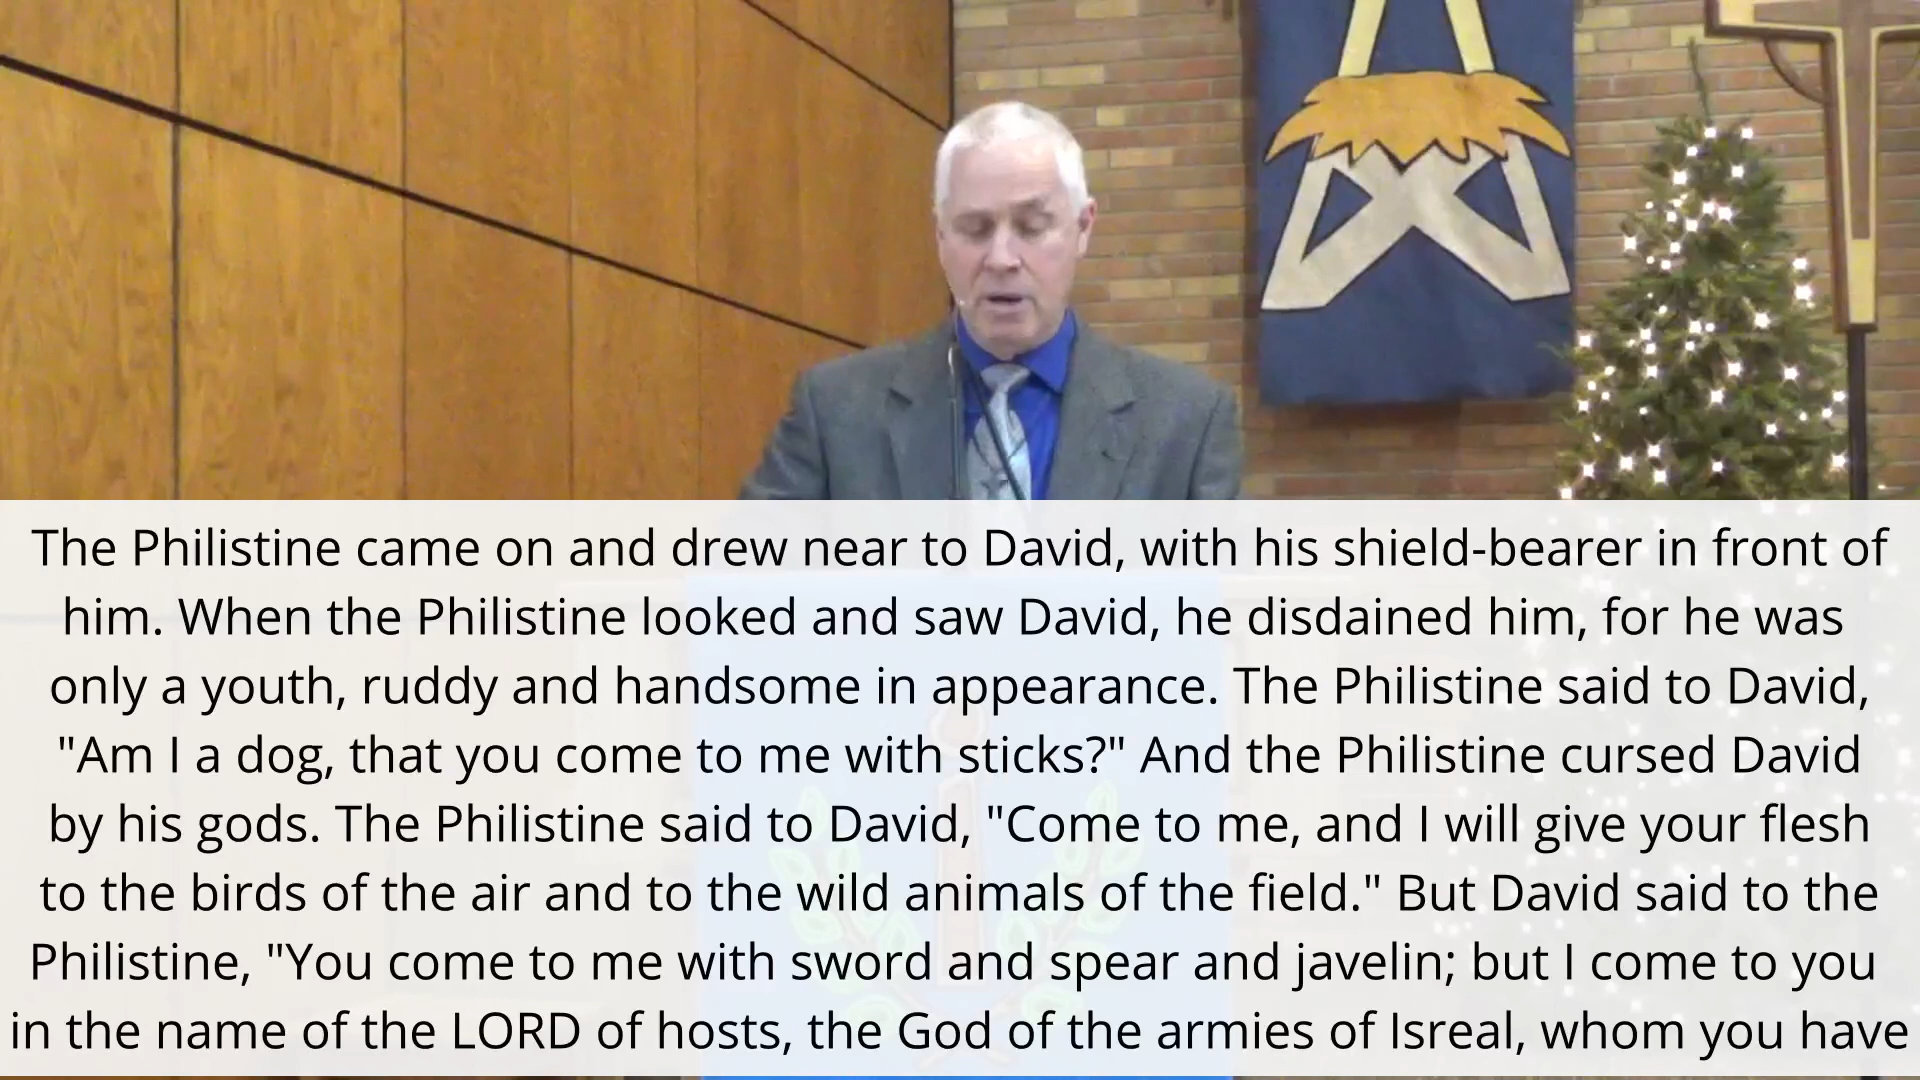 The Philistine came on and drew near to David, with his shield-bearer in front of
him. When the Philistine looked and saw David, he disdained him, for he was
only a youth, ruddy and handsome in appearance. The Philistine said to David,
"Am I a dog, that you come to me with sticks?" And the Philistine cursed David
by his gods. The Philistine said to David, "Come to me, and I will give your flesh
to the birds of the air and to the wild animals of the field." But David said to the
Philistine, "You come to me with sword and spear and javelin; but I come to you
in the name of the LORD of hosts, the God of the armies of Isreal, whom you have